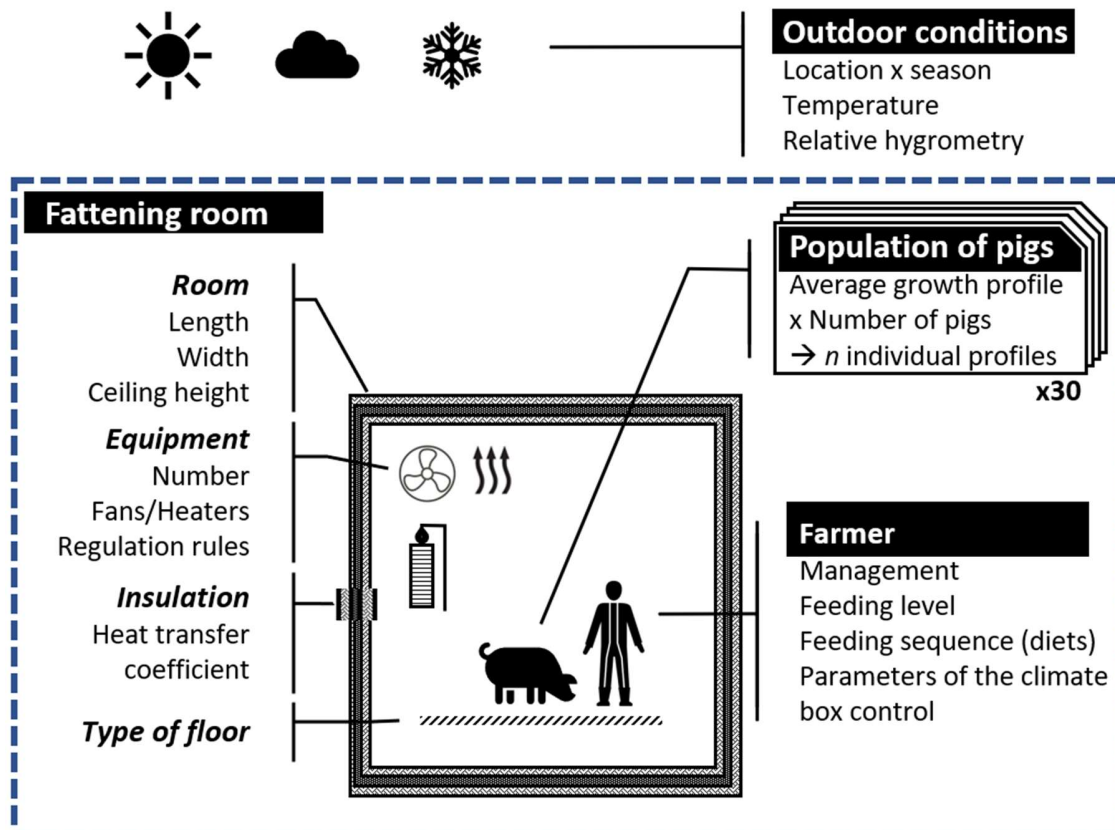 Outdoor conditions
Location x season
Temperature
Relative hygrometry
Fattening room
Room
Length
Width
Ceiling height
Equipment
Number
Fans/Heaters
Regulation rules
Insulation
Heat transfer
coefficient
Type of floor
Population of pigs
Average growth profile
x Number of pigs
→ n individual profiles
x30
Farmer
Management
Feeding level
Feeding sequence (diets)
Parameters of the climate
box control